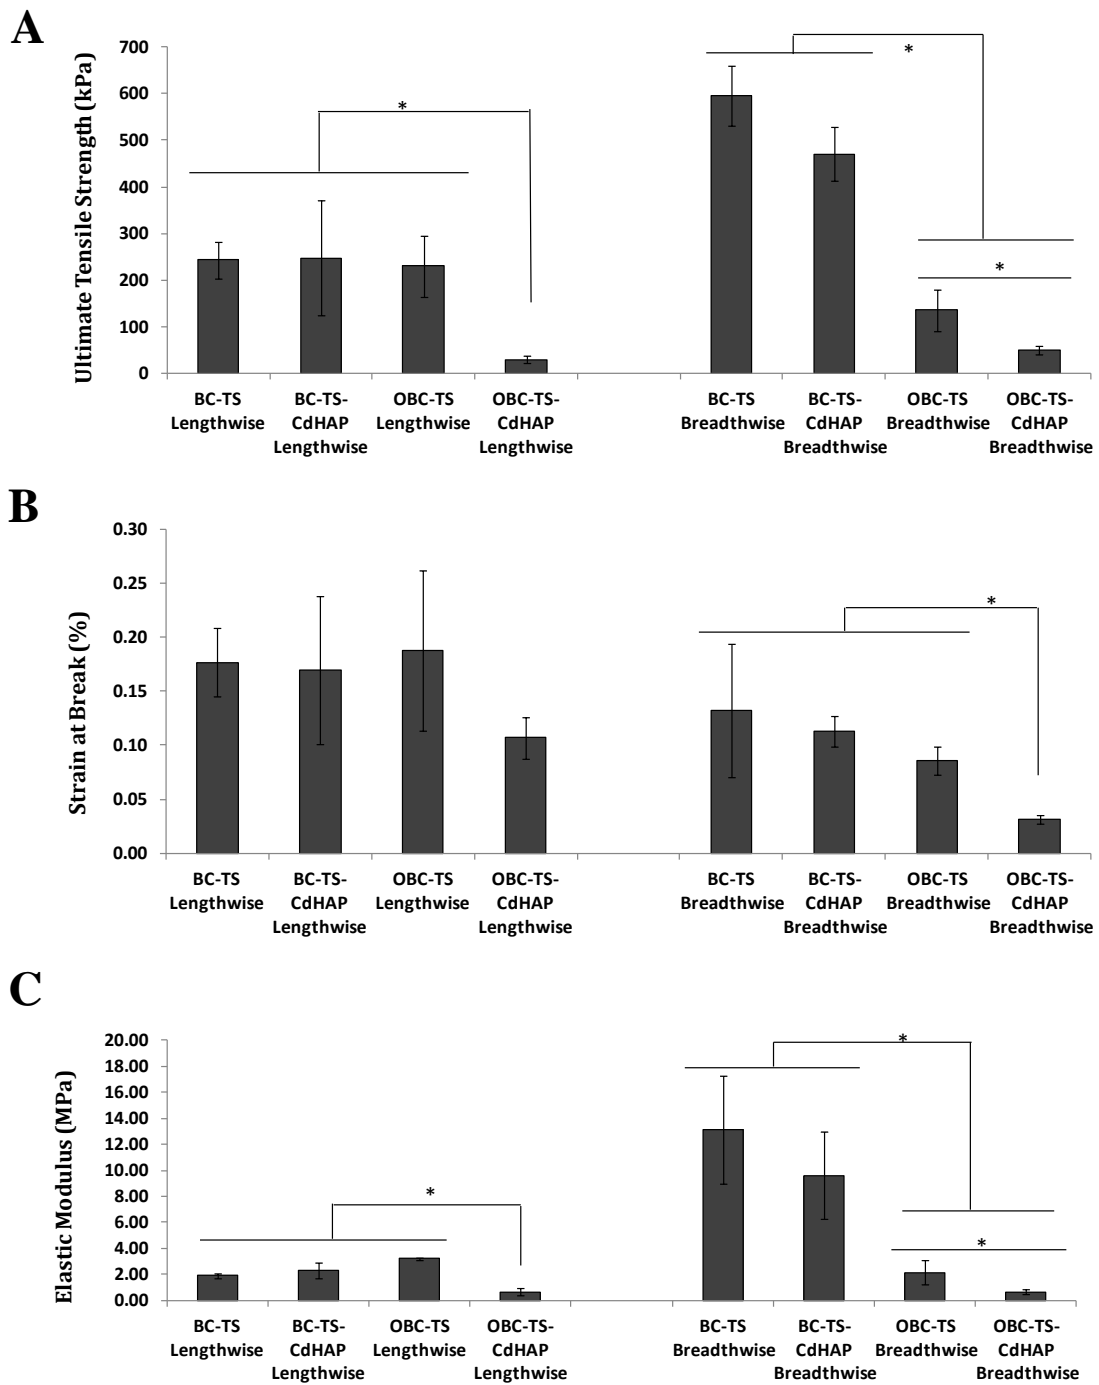 A
Ultimate Tensile Strength (kPa)
700
600
500
400
300
200
100
0
*
*
*
BC-TS
Lengthwise
BC-TS-
CdHAP
Lengthwise
OBC-TS
Lengthwise
OBC-TS-
CdHAP
Lengthwise
BC-TS
Breadthwise
BC-TS-
CdHAP
Breadthwise
OBC-TS
Breadthwise
OBC-TS-
CdHAP
Breadthwise
B
Strain at Break (%)
0.30
0.25
0.20
0.15
0.10
0.05
0.00
*
BC-TS
Lengthwise
BC-TS-
CdHAP
Lengthwise
OBC-TS
Lengthwise
OBC-TS-
CdHAP
Lengthwise
BC-TS
Breadthwise
BC-TS-
CdHAP
Breadthwise
OBC-TS
Breadthwise
OBC-TS-
CdHAP
Breadthwise
C
Elastic Modulus (MPa)
20.00
18.00
16.00
14.00
12.00
10.00
8.00
6.00
4.00
2.00
0.00
*
*
*
BC-TS
Lengthwise
BC-TS-
CdHAP
Lengthwise
OBC-TS
Lengthwise
OBC-TS-
CdHAP
Lengthwise
BC-TS
Breadthwise
BC-TS-
CdHAP
Breadthwise
OBC-TS
Breadthwise
OBC-TS-
CdHAP
Breadthwise